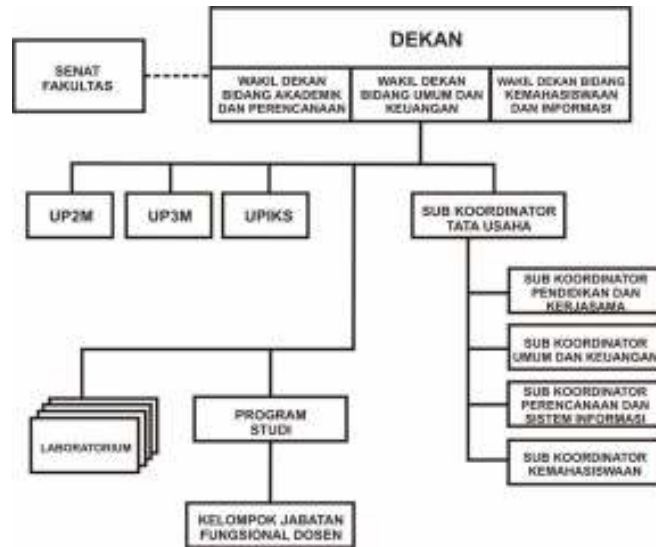 DEKAN
SENAT
FAKULTAS
WAKIL DEKAN
BIDANG AKADEMIK
DAN PERENCANAAN
WAKIL DEKAN
BIDANG UMUM DAN
KEUANGAN
WAKIL DEKAN BIDANG
KEMAHASISWAAN
DAN INFORMASI
UP2M
UP3M
UPIKS
SUB KOORDINATOR
TATA USAHA
SUB KOORDINATOR
PENDIDIKAN DAN
KERJASAMA
SUB KOORDINATOR
UMUM DAN KEUANGAN
SUB KOORDINATOR
PERENCANAAN DAN
SISTEM INFORMASI
SUB KOORDINATOR
KEMAHASISWAAN
LABORATORIUM
PROGRAM
STUDI
KELOMPOK JABATAN
FUNGSIONAL DOSEN